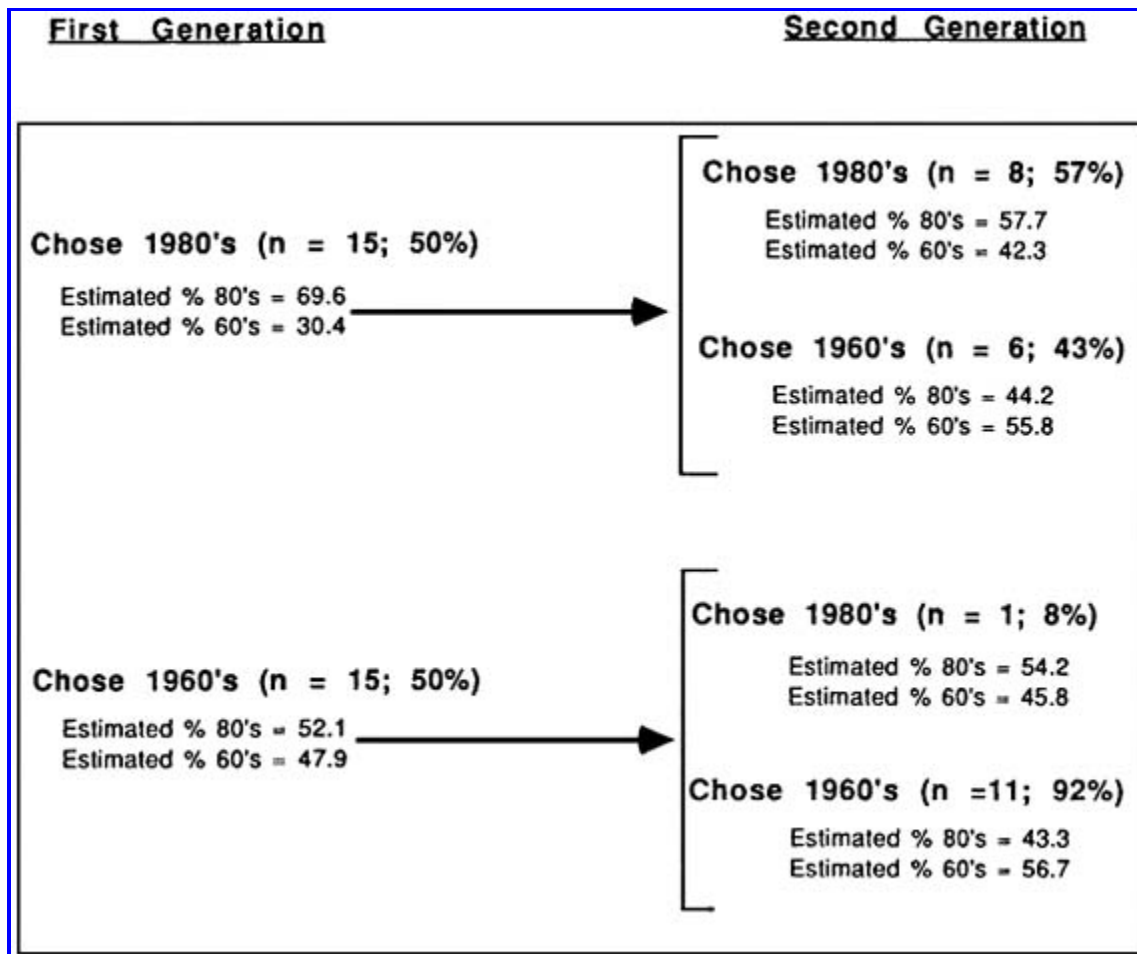 First Generation
Second Generation
Chose 1980's (n = 15; 50%)
Estimated % 80's = 69.6
Estimated % 60's = 30.4
Chose 1980's (n = 8; 57%)
Estimated % 80's = 57.7
Estimated % 60's = 42.3
Chose 1960's (n = 6; 43%)
Estimated % 80's = 44.2
Estimated % 60's = 55.8
Chose 1960's (n = 15; 50%)
Estimated % 80's = 52.1
Estimated % 60's = 47.9
Chose 1980's (n = 1; 8%)
Estimated % 80's = 54.2
Estimated % 60's = 45.8
Chose 1960's (n =11; 92%)
Estimated % 80's = 43.3
Estimated % 60's = 56.7